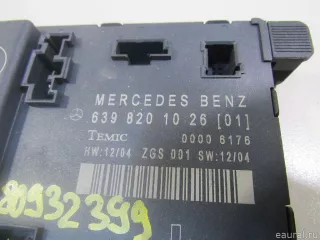 MERCEDES BENZ
639 820 10 26 [01]
TEMIC 0000 6176
HW:12/04 ZGS 001 SW:12/04
80932399
© eaural.ru